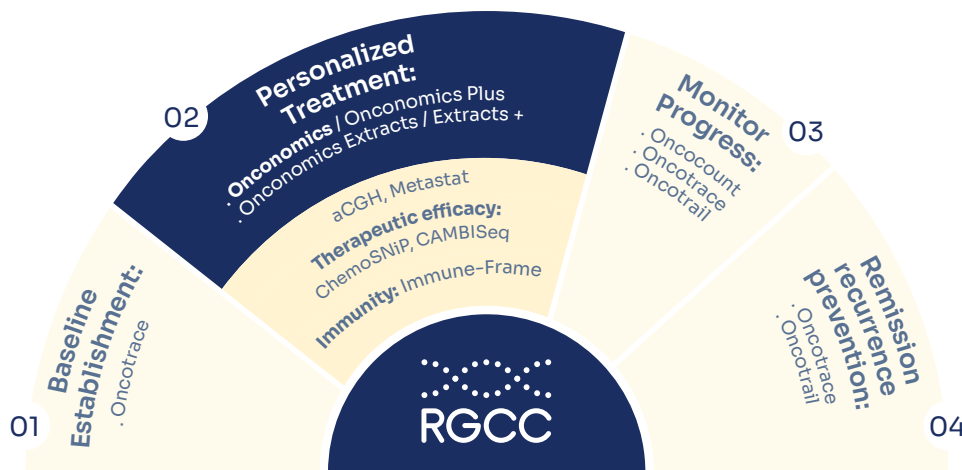 01
Baseline
Establishment:
. Oncotrace
02
Personalized
Treatment:
. Onconomics / Onconomics Plus
. Onconomics Extracts / Extracts +
aCGH, Metastat
Therapeutic efficacy:
ChemoSNiP, CAMBISeq
Immunity: Immune-Frame
03
Monitor
Progress:
. Oncocount
. Oncotrace
. Oncotrail
04
Remission
recurrence
prevention:
. Oncotrace
. Oncotrail
RGCC